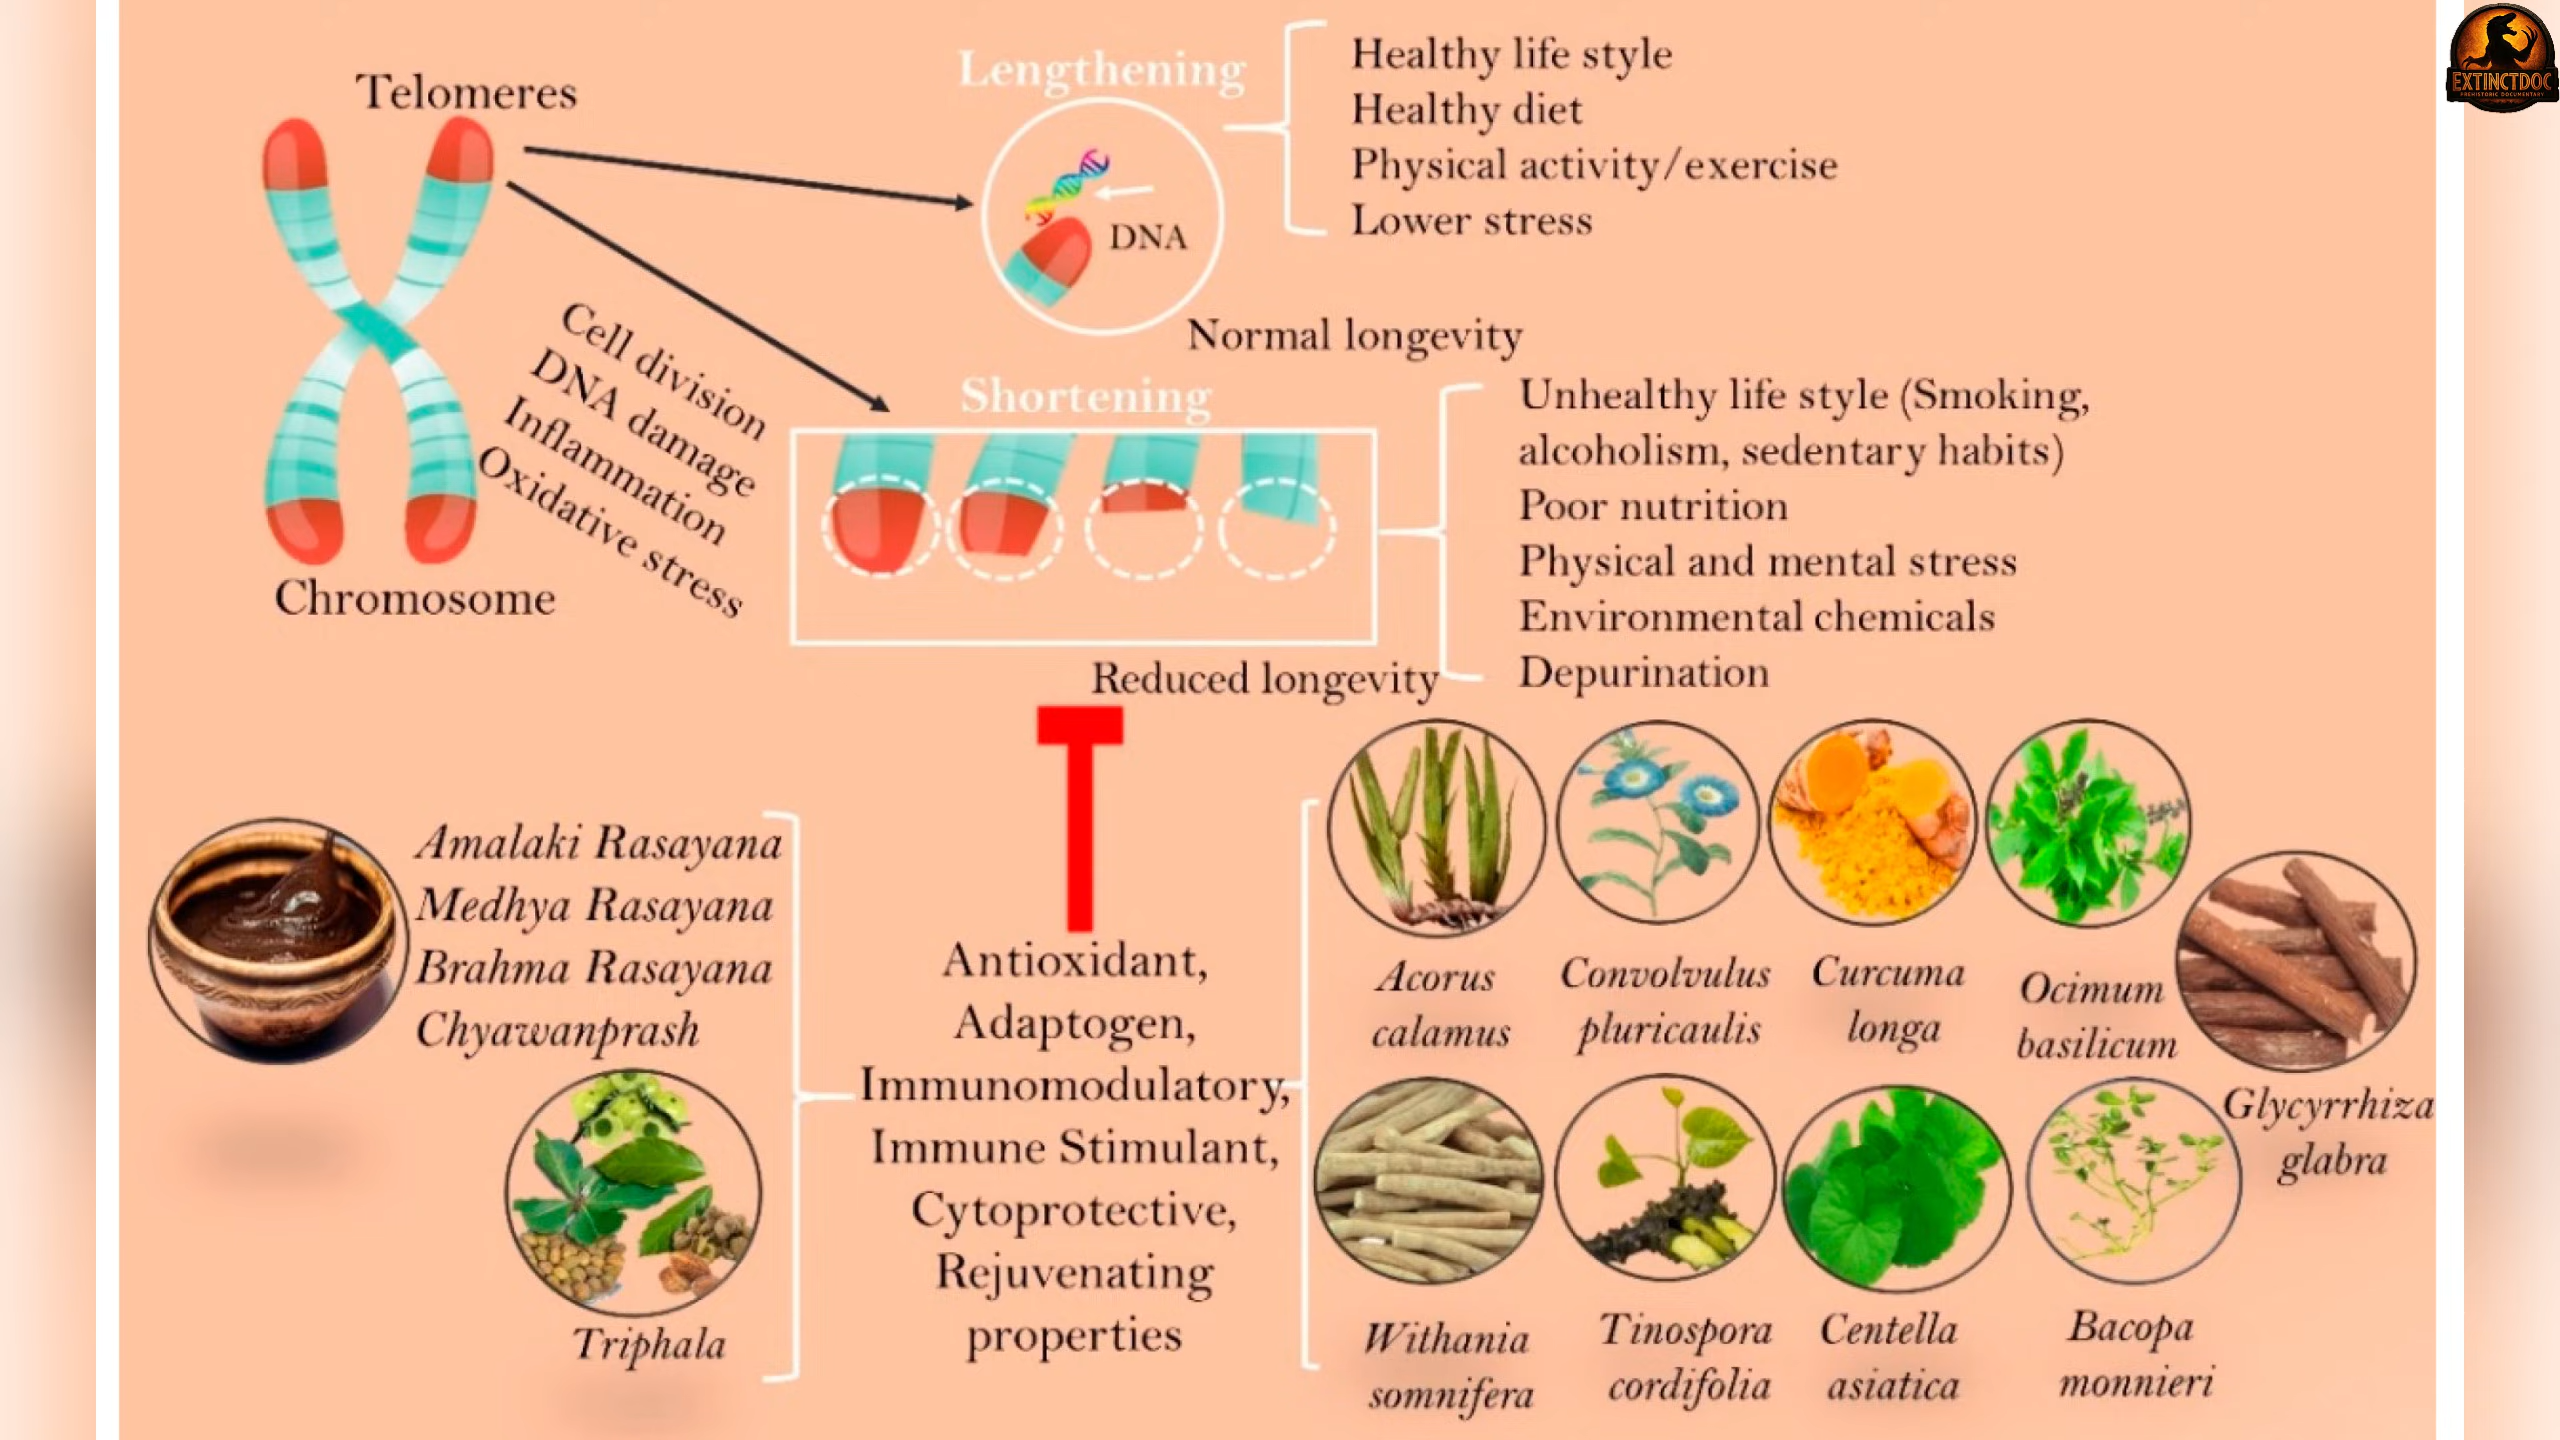 Telomeres
Lengthening
DNA
Healthy life style
Healthy diet
Physical activity/exercise
Lower stress
Normal longevity
Cell division
DNA damage
Inflammation
Oxidative stress
Chromosome
Shortening
Reduced longevity
Unhealthy life style (Smoking,
alcoholism, sedentary habits)
Poor nutrition
Physical and mental stress
Environmental chemicals
Depurination
Amalaki Rasayana
Medhya Rasayana
Brahma Rasayana
Chyawanprash
Triphala
Antioxidant,
Adaptogen,
Immunomodulatory,
Immune Stimulant,
Cytoprotective,
Rejuvenating
properties
Acorus
calamus
Convolvulus
pluricaulis
Curcuma
longa
Ocimum
basilicum
Glycyrrhiza
glabra
Withania
somnifera
Tinospora
cordifolia
Centella
asiatica
Bacopa
monnieri
EXTINCTDOC
PREHISTORIC DOCUMENTARY